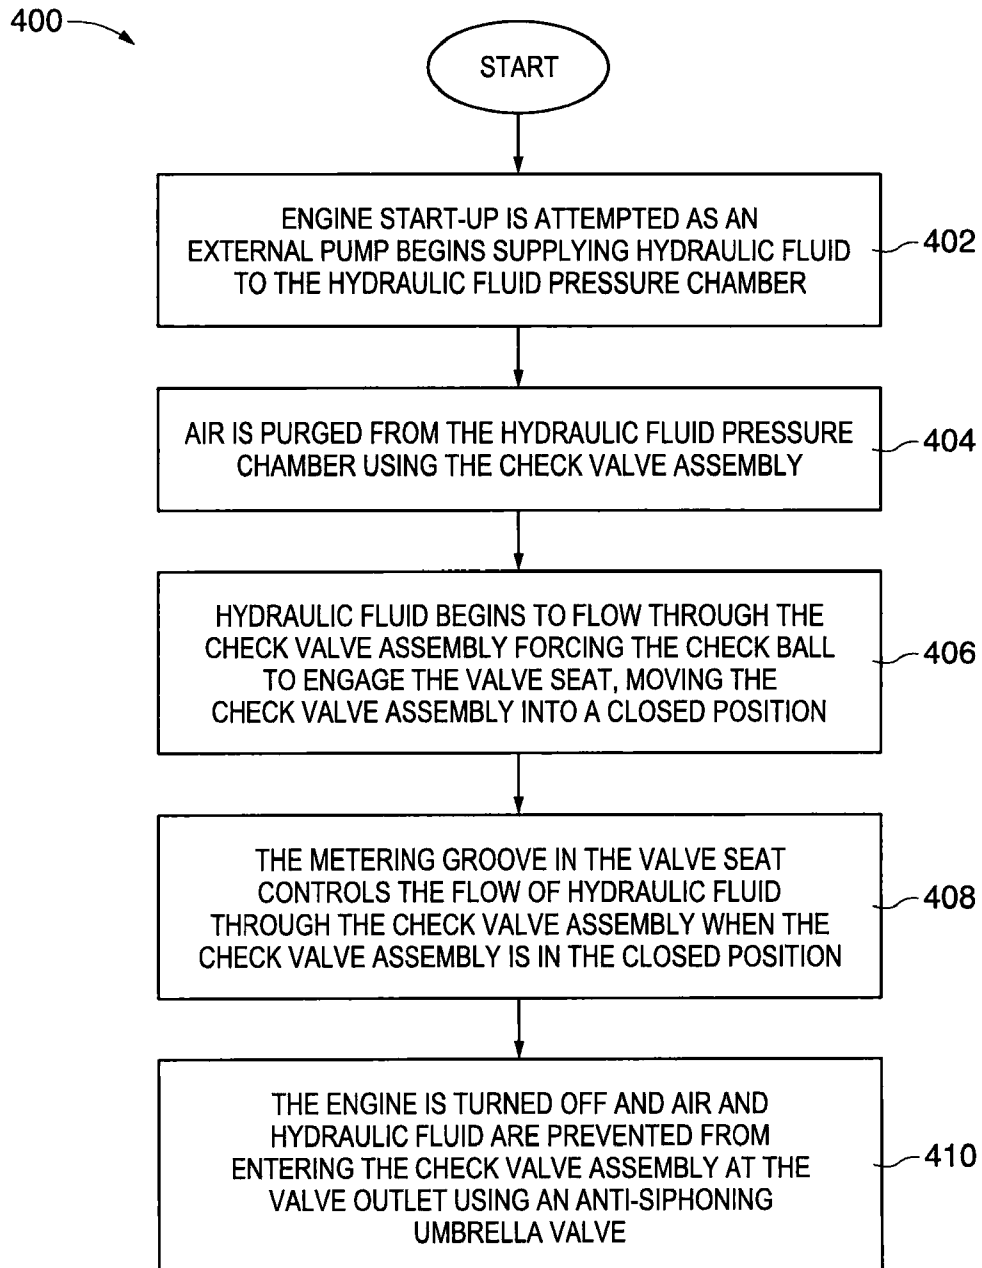 400
START
ENGINE START-UP IS ATTEMPTED AS AN
EXTERNAL PUMP BEGINS SUPPLYING HYDRAULIC FLUID
TO THE HYDRAULIC FLUID PRESSURE CHAMBER
402
AIR IS PURGED FROM THE HYDRAULIC FLUID PRESSURE
CHAMBER USING THE CHECK VALVE ASSEMBLY
404
HYDRAULIC FLUID BEGINS TO FLOW THROUGH THE
CHECK VALVE ASSEMBLY FORCING THE CHECK BALL
TO ENGAGE THE VALVE SEAT, MOVING THE
CHECK VALVE ASSEMBLY INTO A CLOSED POSITION
406
THE METERING GROOVE IN THE VALVE SEAT
CONTROLS THE FLOW OF HYDRAULIC FLUID
THROUGH THE CHECK VALVE ASSEMBLY WHEN THE
CHECK VALVE ASSEMBLY IS IN THE CLOSED POSITION
408
THE ENGINE IS TURNED OFF AND AIR AND
HYDRAULIC FLUID ARE PREVENTED FROM
ENTERING THE CHECK VALVE ASSEMBLY AT THE
VALVE OUTLET USING AN ANTI-SIPHONING
UMBRELLA VALVE
410